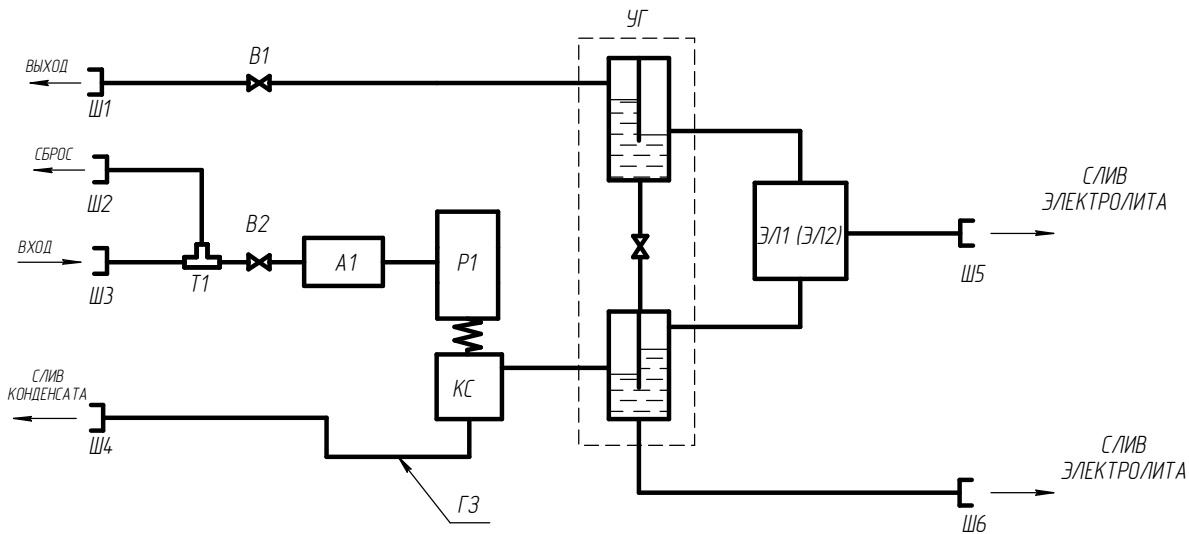 УГ
В1
ВЫХОД
Ш1
СБРОС
Ш2
В2
ВХОД
Ш3
Т1
А1
Р1
ЭЛ1 (ЭЛ2)
СЛИВ
ЭЛЕКТРОЛИТА
Ш5
СЛИВ
КОНДЕНСАТА
КС
Ш4
ГЗ
СЛИВ
ЭЛЕКТРОЛИТА
Ш6